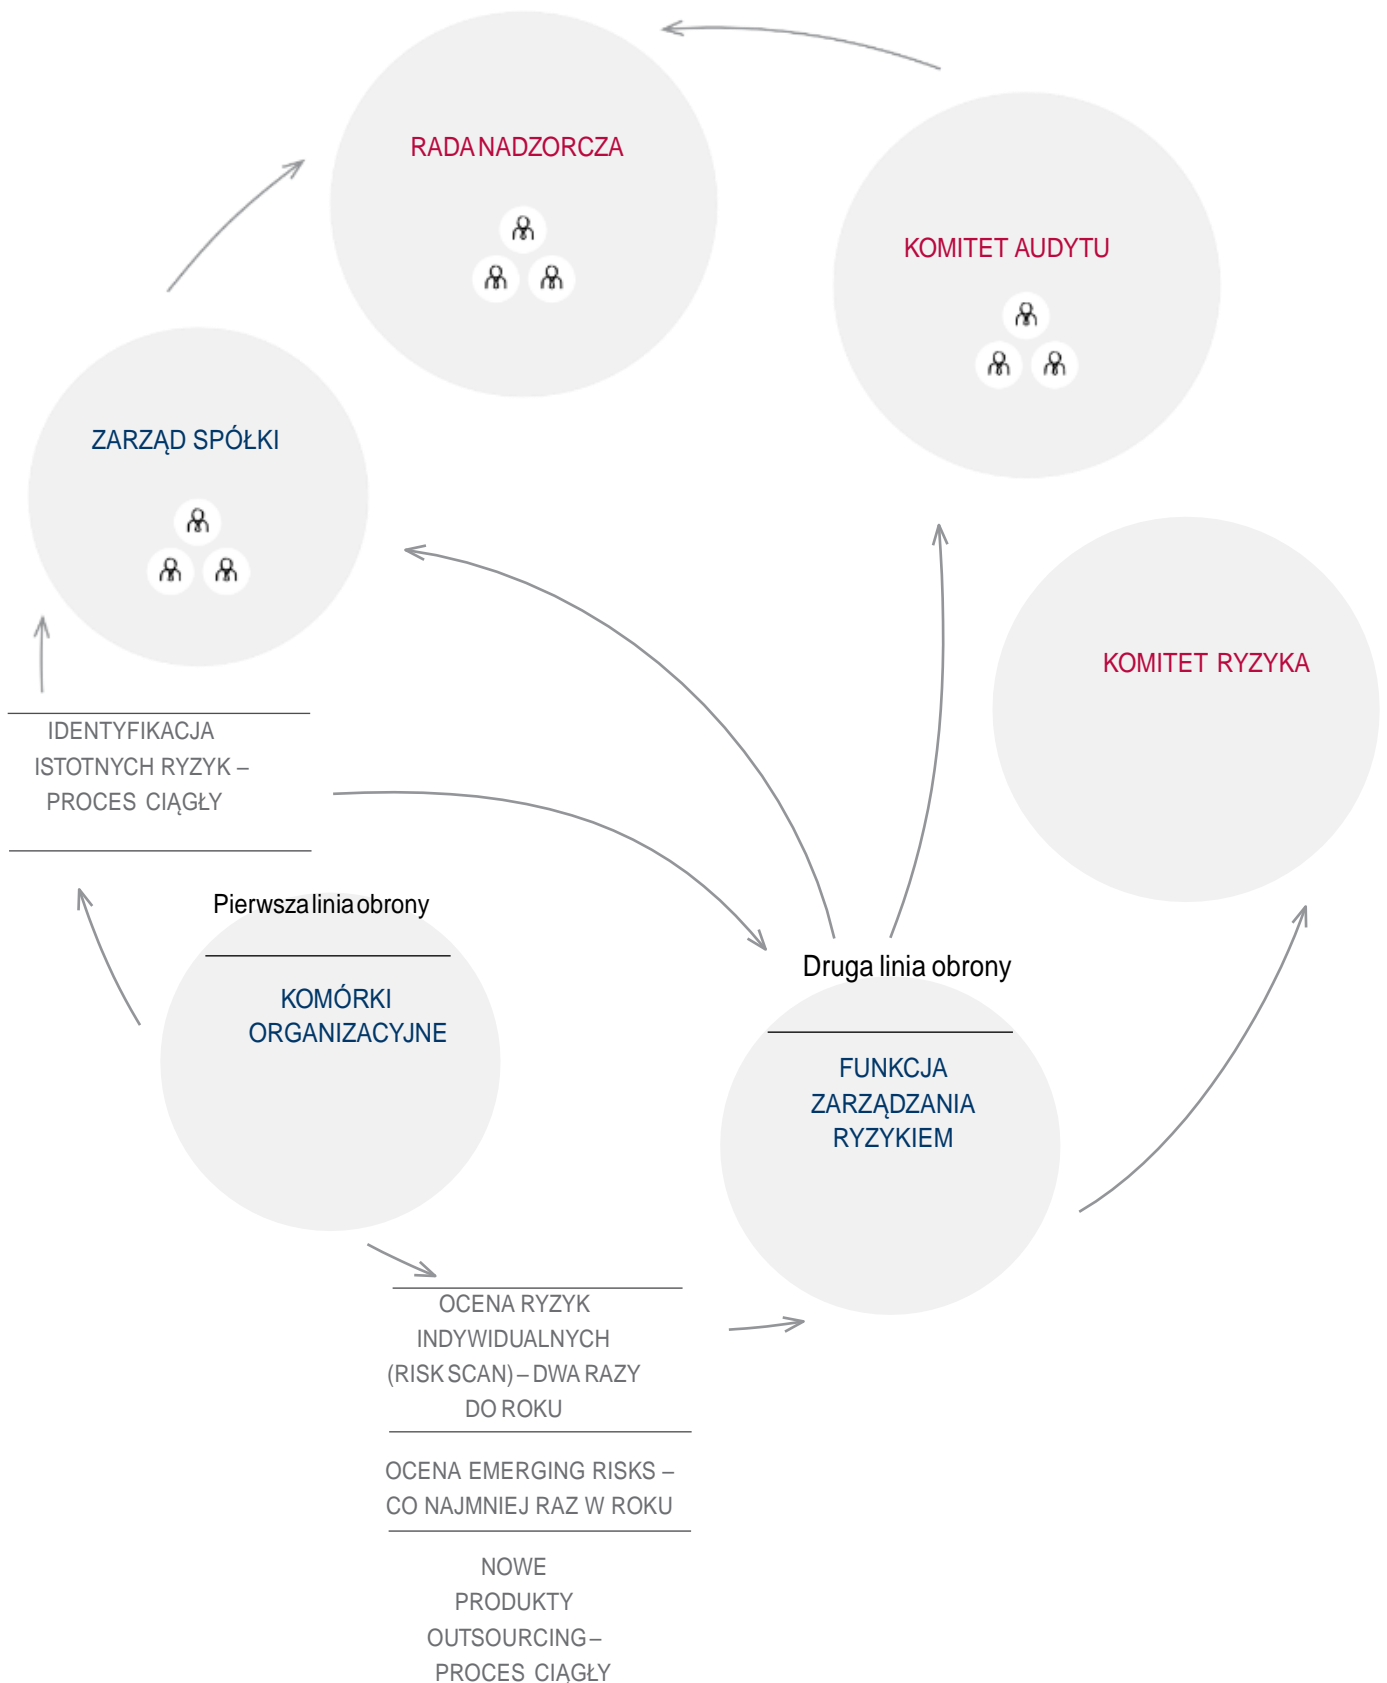 RADA NADZORCZA
KOMITET AUDYTU
ZARZĄD SPÓŁKI
KOMITET RYZYKA
IDENTYFIKACJA
ISTOTNYCH RYZYK –
PROCES CIĄGŁY
Pierwsza linia obrony
KOMÓRKI
ORGANIZACYJNE
Druga linia obrony
FUNKCJA
ZARZĄDZANIA
RYZYKIEM
OCENA RYZYK
INDYWIDUALNYCH
(RISK SCAN) – DWA RAZY
DO ROKU
OCENA EMERGING RISKS –
CO NAJMNIEJ RAZ W ROKU
NOWE
PRODUKTY
OUTSOURCING –
PROCES CIĄGŁY